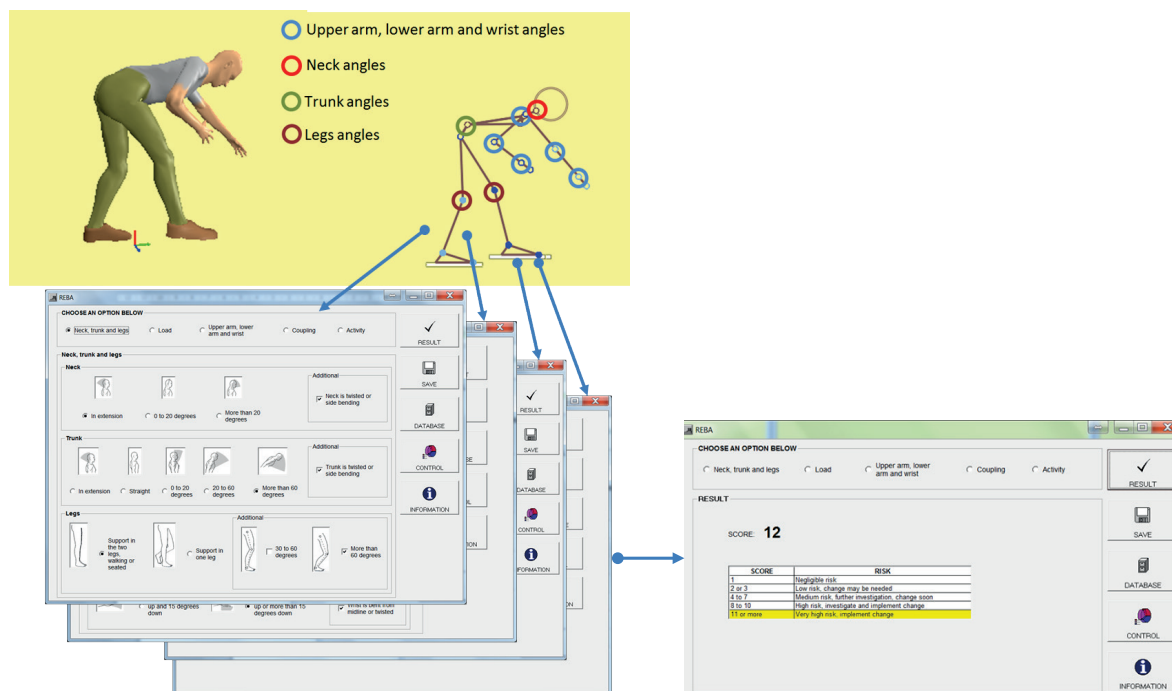 Upper arm, lower arm and wrist angles
Neck angles
Trunk angles
Legs angles
REBA
CHOOSE AN OPTION BELOW
Neck, trunk and legs
Load
Upper arm, lower
arm and wrist
Coupling
Activity
RESULT
SAVE
DATABASE
CONTROL
INFORMATION
Neck, trunk and legs
Neck
In extension
0 to 20 degrees
More than 20
degrees
Additional
Neck is twisted or
side bending
Trunk
In extension
Straight
0 to 20
degrees
20 to 60
degrees
More than 60
degrees
Additional
Trunk is twisted or
side bending
Legs
Support in
the two
legs,
walking or
seated
Support in
one leg
Additional
30 to 60
degrees
More than
60 degrees
up and 15 degrees
down
up or more than 15
degrees down
midline or twisted
RESULT
SAVE
DATABASE
CONTROL
REBA
CHOOSE AN OPTION BELOW
Neck, trunk and legs
Load
Upper arm, lower
arm and wrist
Coupling
Activity
RESULT
SAVE
DATABASE
CONTROL
INFORMATION
RESULT
SCORE: 12
SCORE RISK
1 Negligible risk
2 or 3 Low risk, change may be needed
4 to 7 Medium risk, further investigation, change soon
8 to 10 High risk, investigate and implement change
11 or more Very high risk, implement change